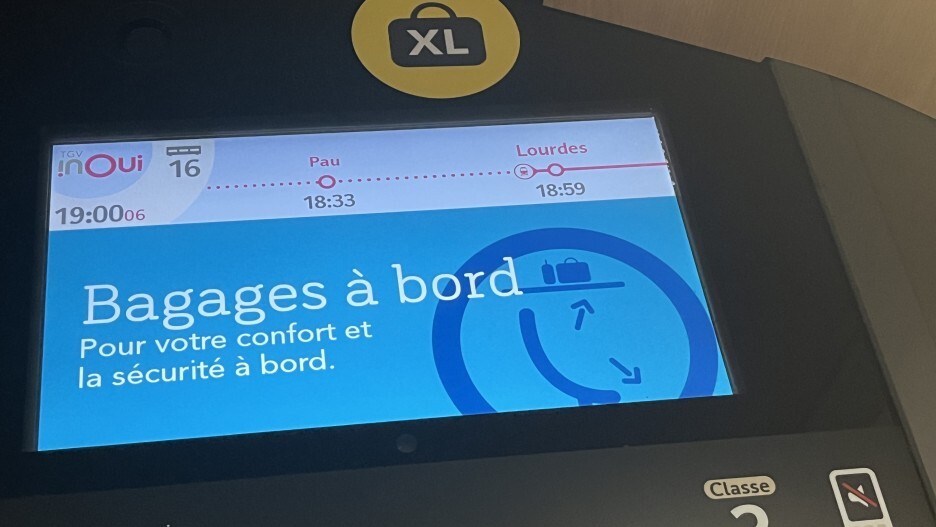 XL
TGV
inOui
16
Pau
Lourdes
18:33
18:59
19:0006
Bagages à bord
Pour votre confort et
la sécurité à bord.
Classe
2